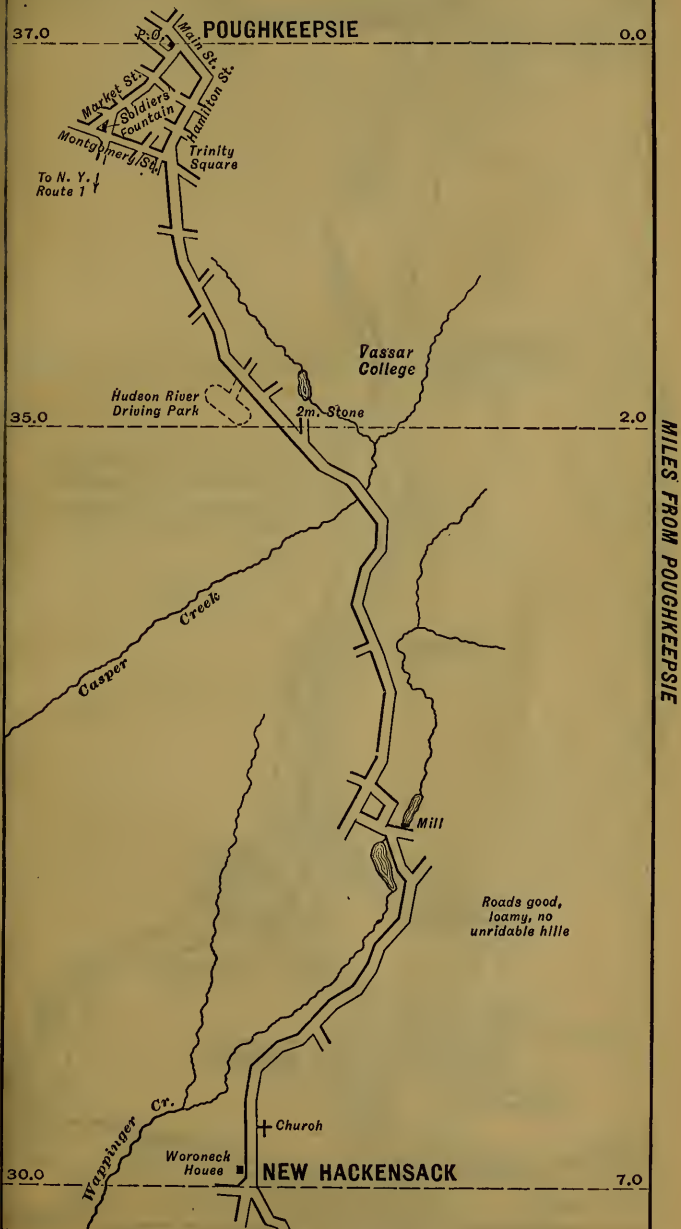 37.0
POUGHKEEPSIE
0.0
P.O.
Main St.
Market St.
Soldiers
Fountain
Hamilton St.
Montgomery St.
Trinity
Square
To N. Y.
Route 1
Vassar
College
Hudson River
Driving Park
2m. Stone
35.0
2.0
MILES FROM POUGHKEEPSIE
Casper Creek
Mill
Roads good,
loamy, no
unridable hills
Wappinger Cr.
Church
Woroneck
House
NEW HACKENSACK
30.0
7.0